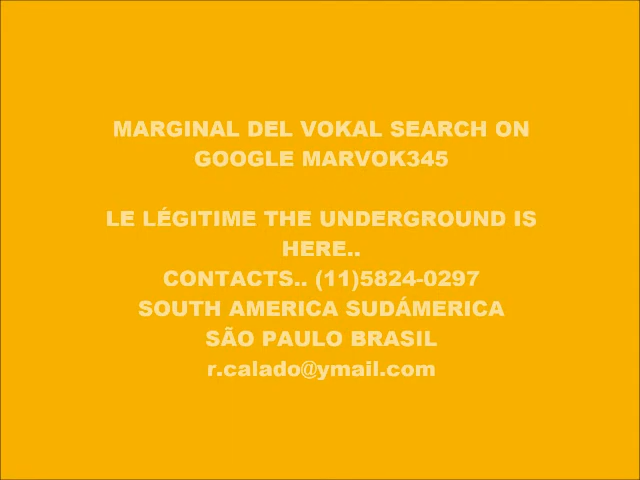 MARGINAL DEL VOKAL SEARCH ON
GOOGLE MARVOK345
LE LÉGITIME THE UNDERGROUND IS
HERE..
CONTACTS.. (11)5824-0297
SOUTH AMERICA SUDÁMERICA
SÃO PAULO BRASIL
r.calado@ymail.com